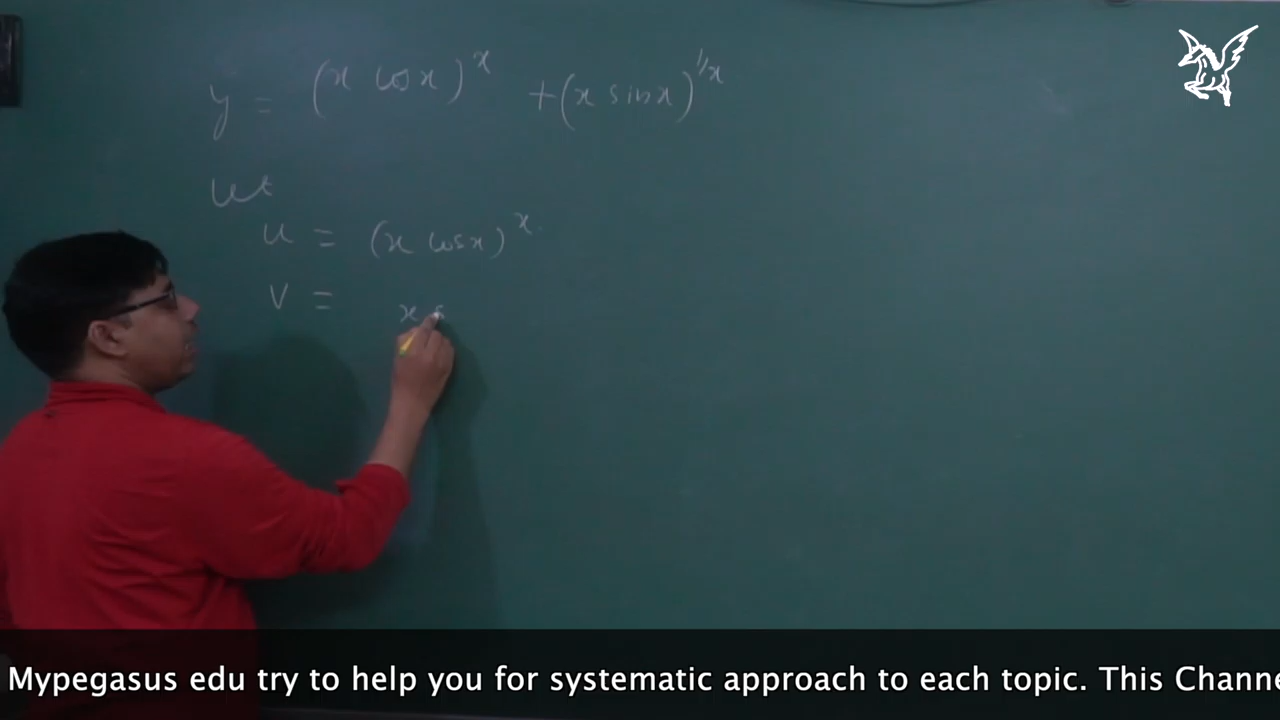 y = (x cos x)^x + (x sin x)^1/x
Let
u = (x cos x)^x.
v = x s
Mypegasus edu try to help you for systematic approach to each topic. This Channe